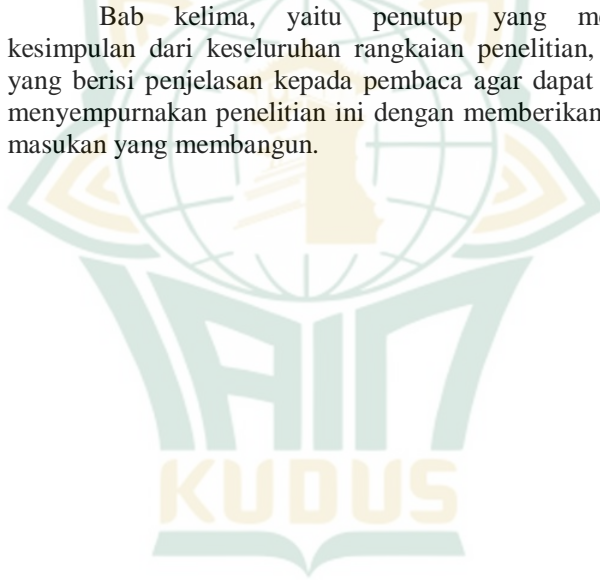 Bab kelima, yaitu penutup yang me
kesimpulan dari keseluruhan rangkaian penelitian,
yang berisi penjelasan kepada pembaca agar dapat
menyempurnakan penelitian ini dengan memberikan
masukan yang membangun.
IAIN
KUDUS